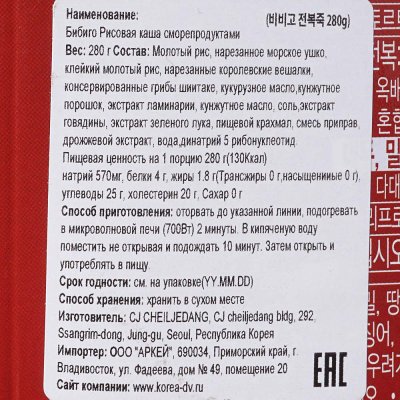 Наименование: (비비고 전복죽 280g)
Бибиго Рисовая каша сморепродуктами
Вес: 280 г Состав: Молотый рис, нарезанное морское ушко,
клейкий молотый рис, нарезанные королевские вешалки,
консервированные грибы шиитаке, кукурузное масло,кунжутное
порошок, экстракт ламинарии, кунжутное масло, соль,экстракт
говядины, экстракт зеленого лука, пищевой крахмал, смесь приправ,
дрожжевой экстракт, вода,динатрий 5 рибонуклеотид.
Пищевая ценность на 1 порцию 280 г(130Ккал)
натрий 570мг, белки 4 г, жиры 1.8 г(Трансжиры 0 г,насыщенниые 0 г),
углеводы 25 г, холестерин 20 г, Сахар 0 г
Способ приготовления: оторвать до указанной линии, подогревать
в микроволновой печи (700Вт) 2 минуты. В кипяченую воду
поместить не открывая и подождать 10 минут. Затем открыть и
употреблять в пищу.
Срок годности: см. на упаковке(YY.MM.DD)
Способ хранения: хранить в сухом месте
Изготовитель: CJ CHEILJEDANG, CJ cheiljedang bldg, 292,
Ssangrim-dong, Jung-gu, Seoul, Республика Корея
Импортер: ООО "АРКЕЙ", 690034, Приморский край, г.
Владивосток, ул. Фадеева, дом № 49, помещение 20
Сайт компании: www.korea-dv.ru
EAC